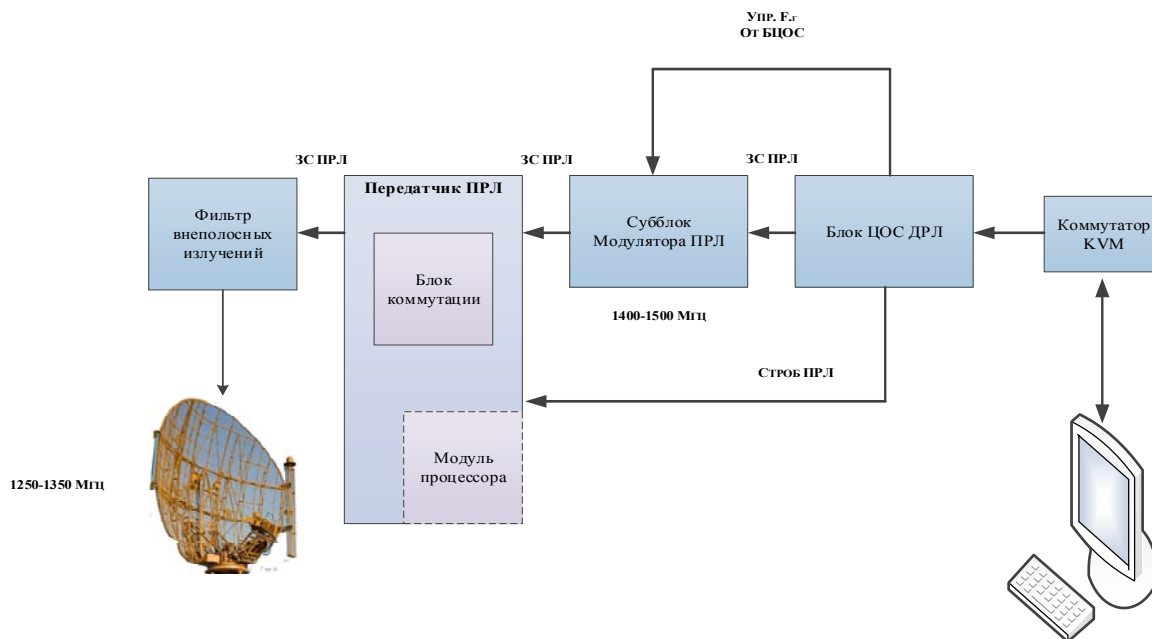 Упр. F.г
От БЦОС
ЗС ПРЛ
ЗС ПРЛ
ЗС ПРЛ
Передатчик ПРЛ
Фильтр
внеполосных
излучений
Субблок
Модулятора ПРЛ
Блок ЦОС ДРЛ
Коммутатор
KVM
Блок
коммутации
1400-1500 МГц
Строб ПРЛ
Модуль
процессора
1250-1350 МГц